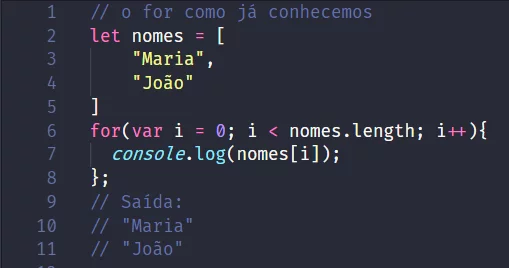 1 // o for como já conhecemos
2 let nomes = [
3     "Maria",
4     "João"
5 ]
6 for(var i = 0; i < nomes.length; i++){
7   console.log(nomes[i]);
8 };
9 // Saída:
10 // "Maria"
11 // "João"